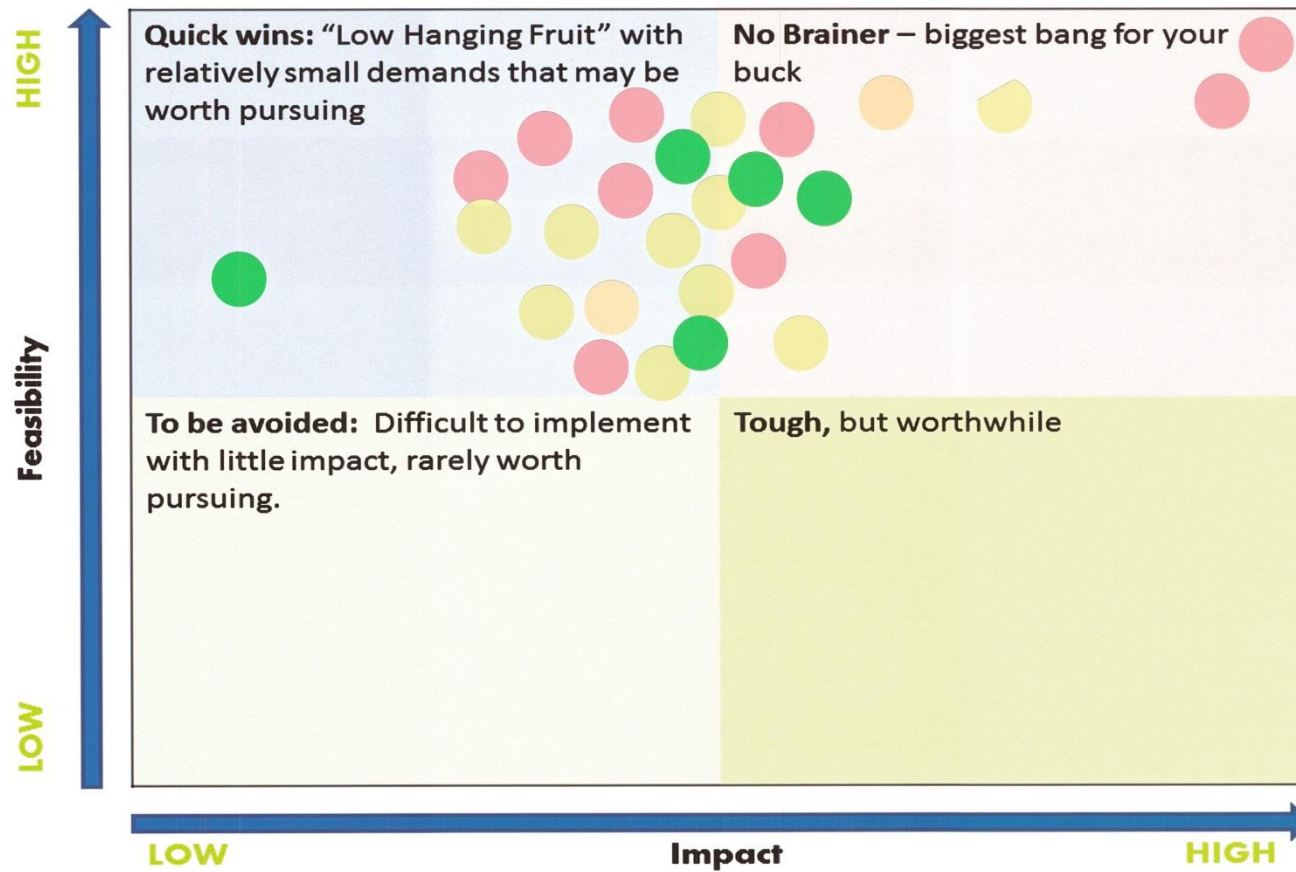 HIGH
Quick wins: “Low Hanging Fruit” with
relatively small demands that may be
worth pursuing
No Brainer – biggest bang for your
buck
Feasibility
To be avoided:  Difficult to implement
with little impact, rarely worth
pursuing.
Tough, but worthwhile
LOW
LOW
Impact
HIGH